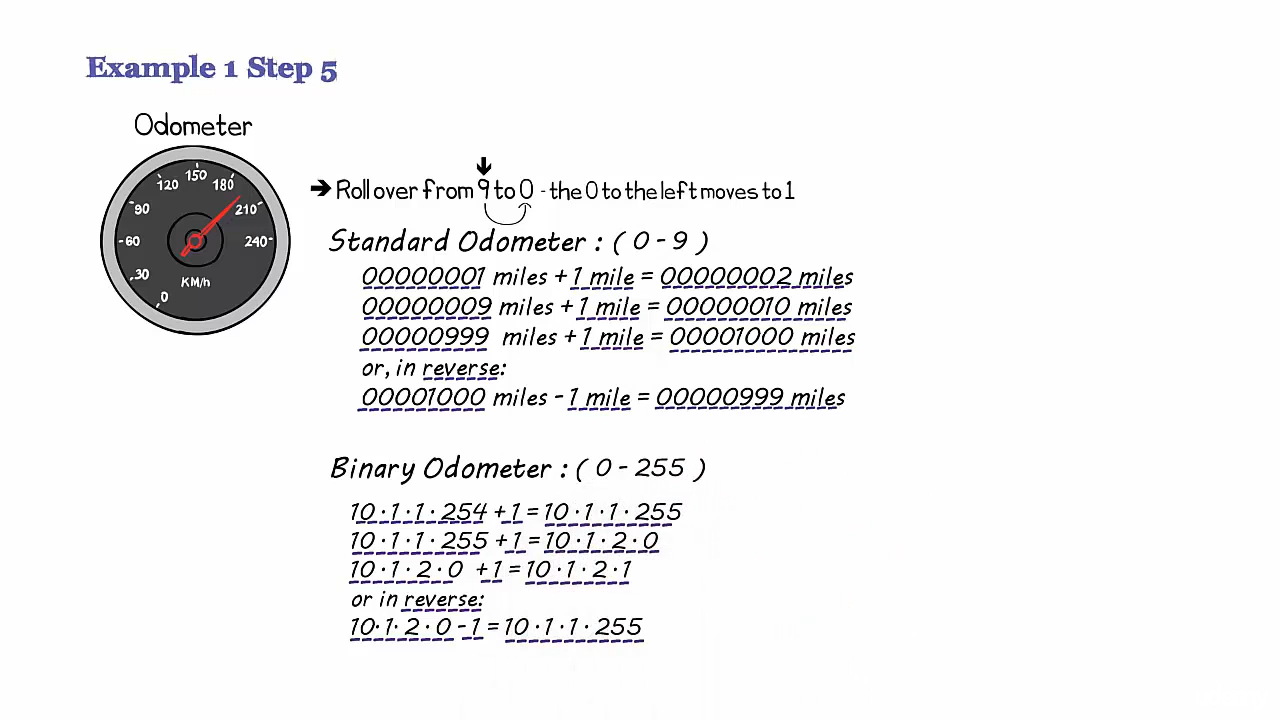 Example 1 Step 5
Odometer
150
120
180
90
210
60
240
30
KM/h
0
➔ Roll over from 9 to 0 - the 0 to the left moves to 1
Standard Odometer : ( 0 - 9 )
00000001 miles + 1 mile = 00000002 miles
00000009 miles + 1 mile = 00000010 miles
00000999 miles + 1 mile = 00001000 miles
or, in reverse:
00001000 miles - 1 mile = 00000999 miles
Binary Odometer : ( 0 - 255 )
10·1·1·254 + 1 = 10·1·1·255
10·1·1·255 + 1 = 10·1·2·0
10·1·2·0 + 1 = 10·1·2·1
or in reverse:
10·1·2·0 - 1 = 10·1·1·255